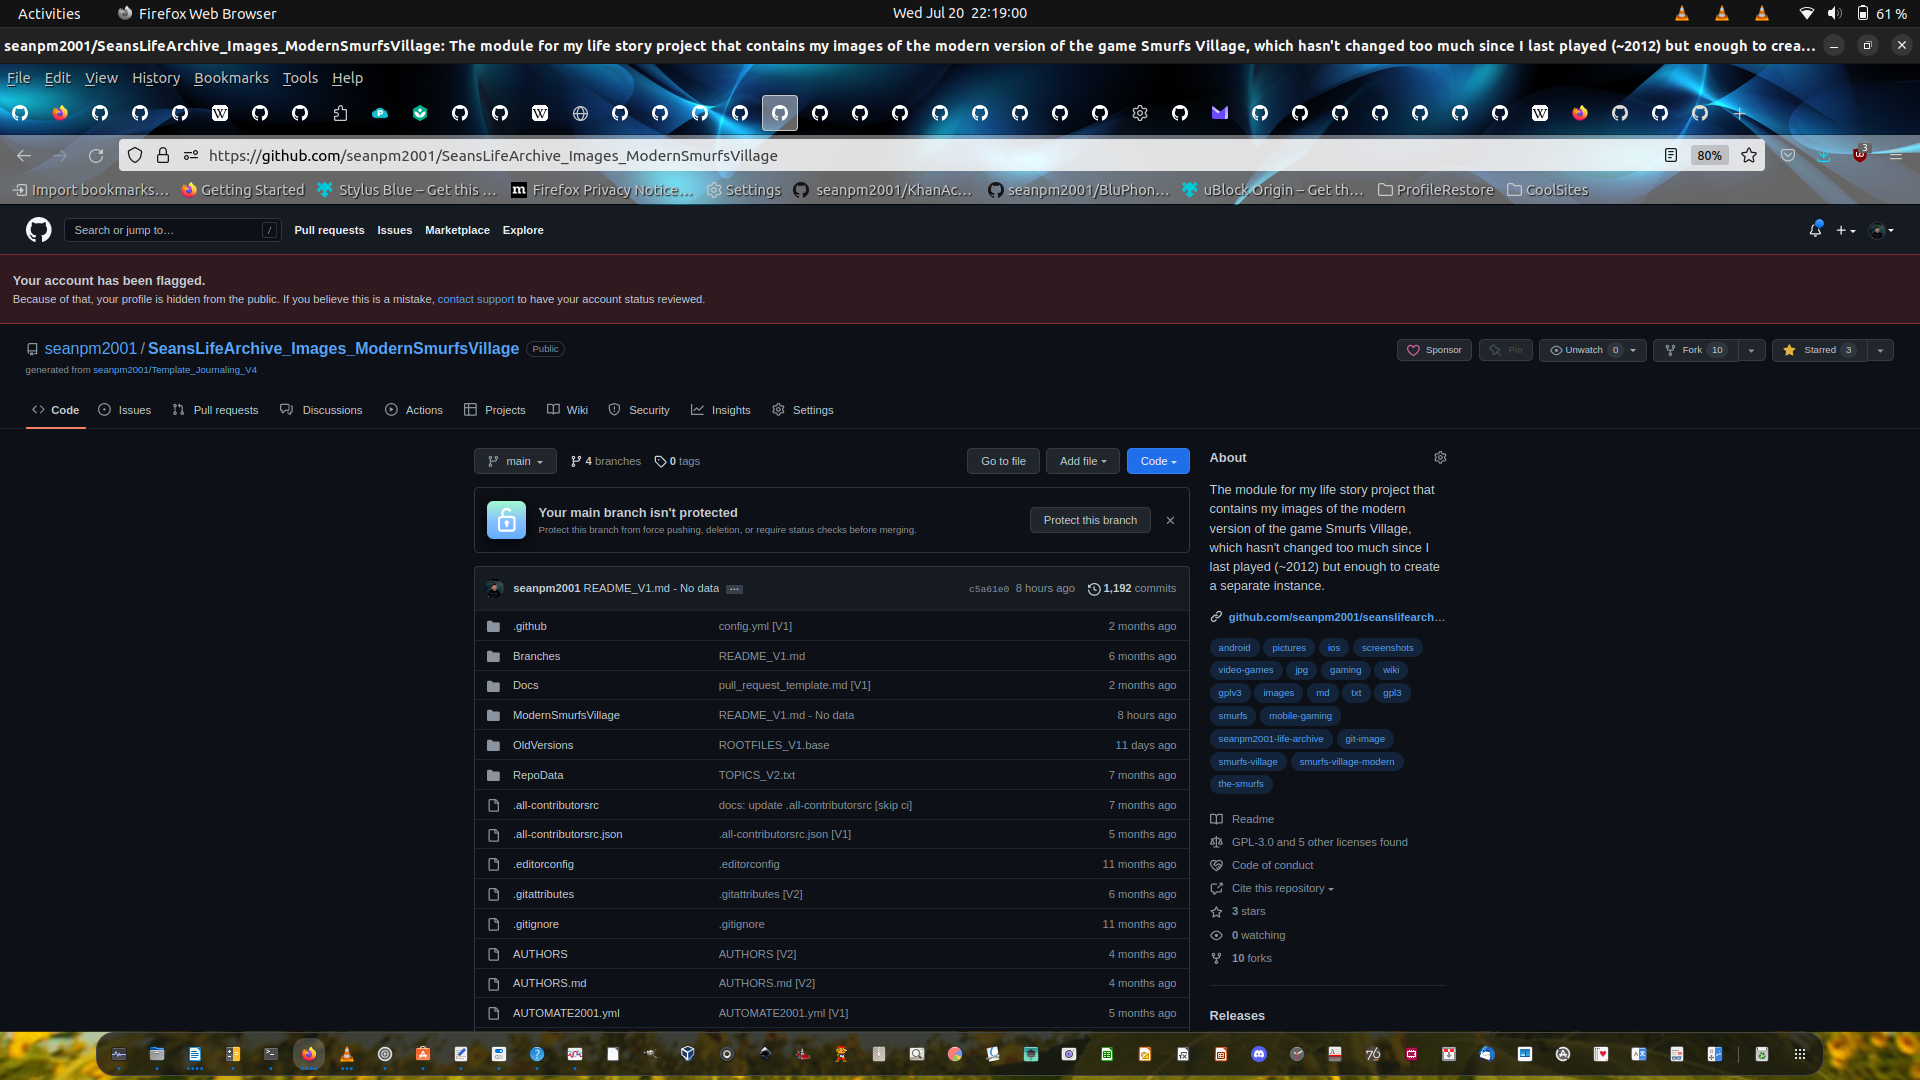 Activities
Firefox Web Browser
Wed Jul 20 22:19:00
61 %
seanpm2001/SeansLifeArchive_Images_ModernSmurfsVillage: The module for my life story project that contains my images of the modern version of the game Smurfs Village, which hasn't changed too much since I last played (~2012) but enough to crea…
File Edit View History Bookmarks Tools Help
https://github.com/seanpm2001/SeansLifeArchive_Images_ModernSmurfsVillage
80%
3
Import bookmarks… Getting Started Stylus Blue – Get this … Firefox Privacy Notice… Settings seanpm2001/KhanAc… seanpm2001/BluPhon… uBlock Origin – Get th… ProfileRestore CoolSites
Search or jump to… /
Pull requests Issues Marketplace Explore
Your account has been flagged.
Because of that, your profile is hidden from the public. If you believe this is a mistake, contact support to have your account status reviewed.
seanpm2001 / SeansLifeArchive_Images_ModernSmurfsVillage Public
Sponsor Pin Unwatch 0 Fork 10 Starred 3
generated from seanpm2001/Template_Journaling_V4
Code Issues Pull requests Discussions Actions Projects Wiki Security Insights Settings
main 4 branches 0 tags Go to file Add file Code
Your main branch isn't protected
Protect this branch from force pushing, deletion, or require status checks before merging.
Protect this branch
seanpm2001 README_V1.md - No data … c5a61e0 8 hours ago 1,192 commits
.github config.yml [V1] 2 months ago
Branches README_V1.md 6 months ago
Docs pull_request_template.md [V1] 2 months ago
ModernSmurfsVillage README_V1.md - No data 8 hours ago
OldVersions ROOTFILES_V1.base 11 days ago
RepoData TOPICS_V2.txt 7 months ago
.all-contributorsrc docs: update .all-contributorsrc [skip ci] 7 months ago
.all-contributorsrc.json .all-contributorsrc.json [V1] 5 months ago
.editorconfig .editorconfig 11 months ago
.gitattributes .gitattributes [V2] 6 months ago
.gitignore .gitignore 11 months ago
AUTHORS AUTHORS [V2] 4 months ago
AUTHORS.md AUTHORS.md [V2] 4 months ago
AUTOMATE2001.yml AUTOMATE2001.yml [V1] 5 months ago
About
The module for my life story project that
contains my images of the modern
version of the game Smurfs Village,
which hasn't changed too much since I
last played (~2012) but enough to create
a separate instance.
github.com/seanpm2001/seanslifearch…
android pictures ios screenshots
video-games jpg gaming wiki
gplv3 images md txt gpl3
smurfs mobile-gaming
seanpm2001-life-archive git-image
smurfs-village smurfs-village-modern
the-smurfs
Readme
GPL-3.0 and 5 other licenses found
Code of conduct
Cite this repository
3 stars
0 watching
10 forks
Releases